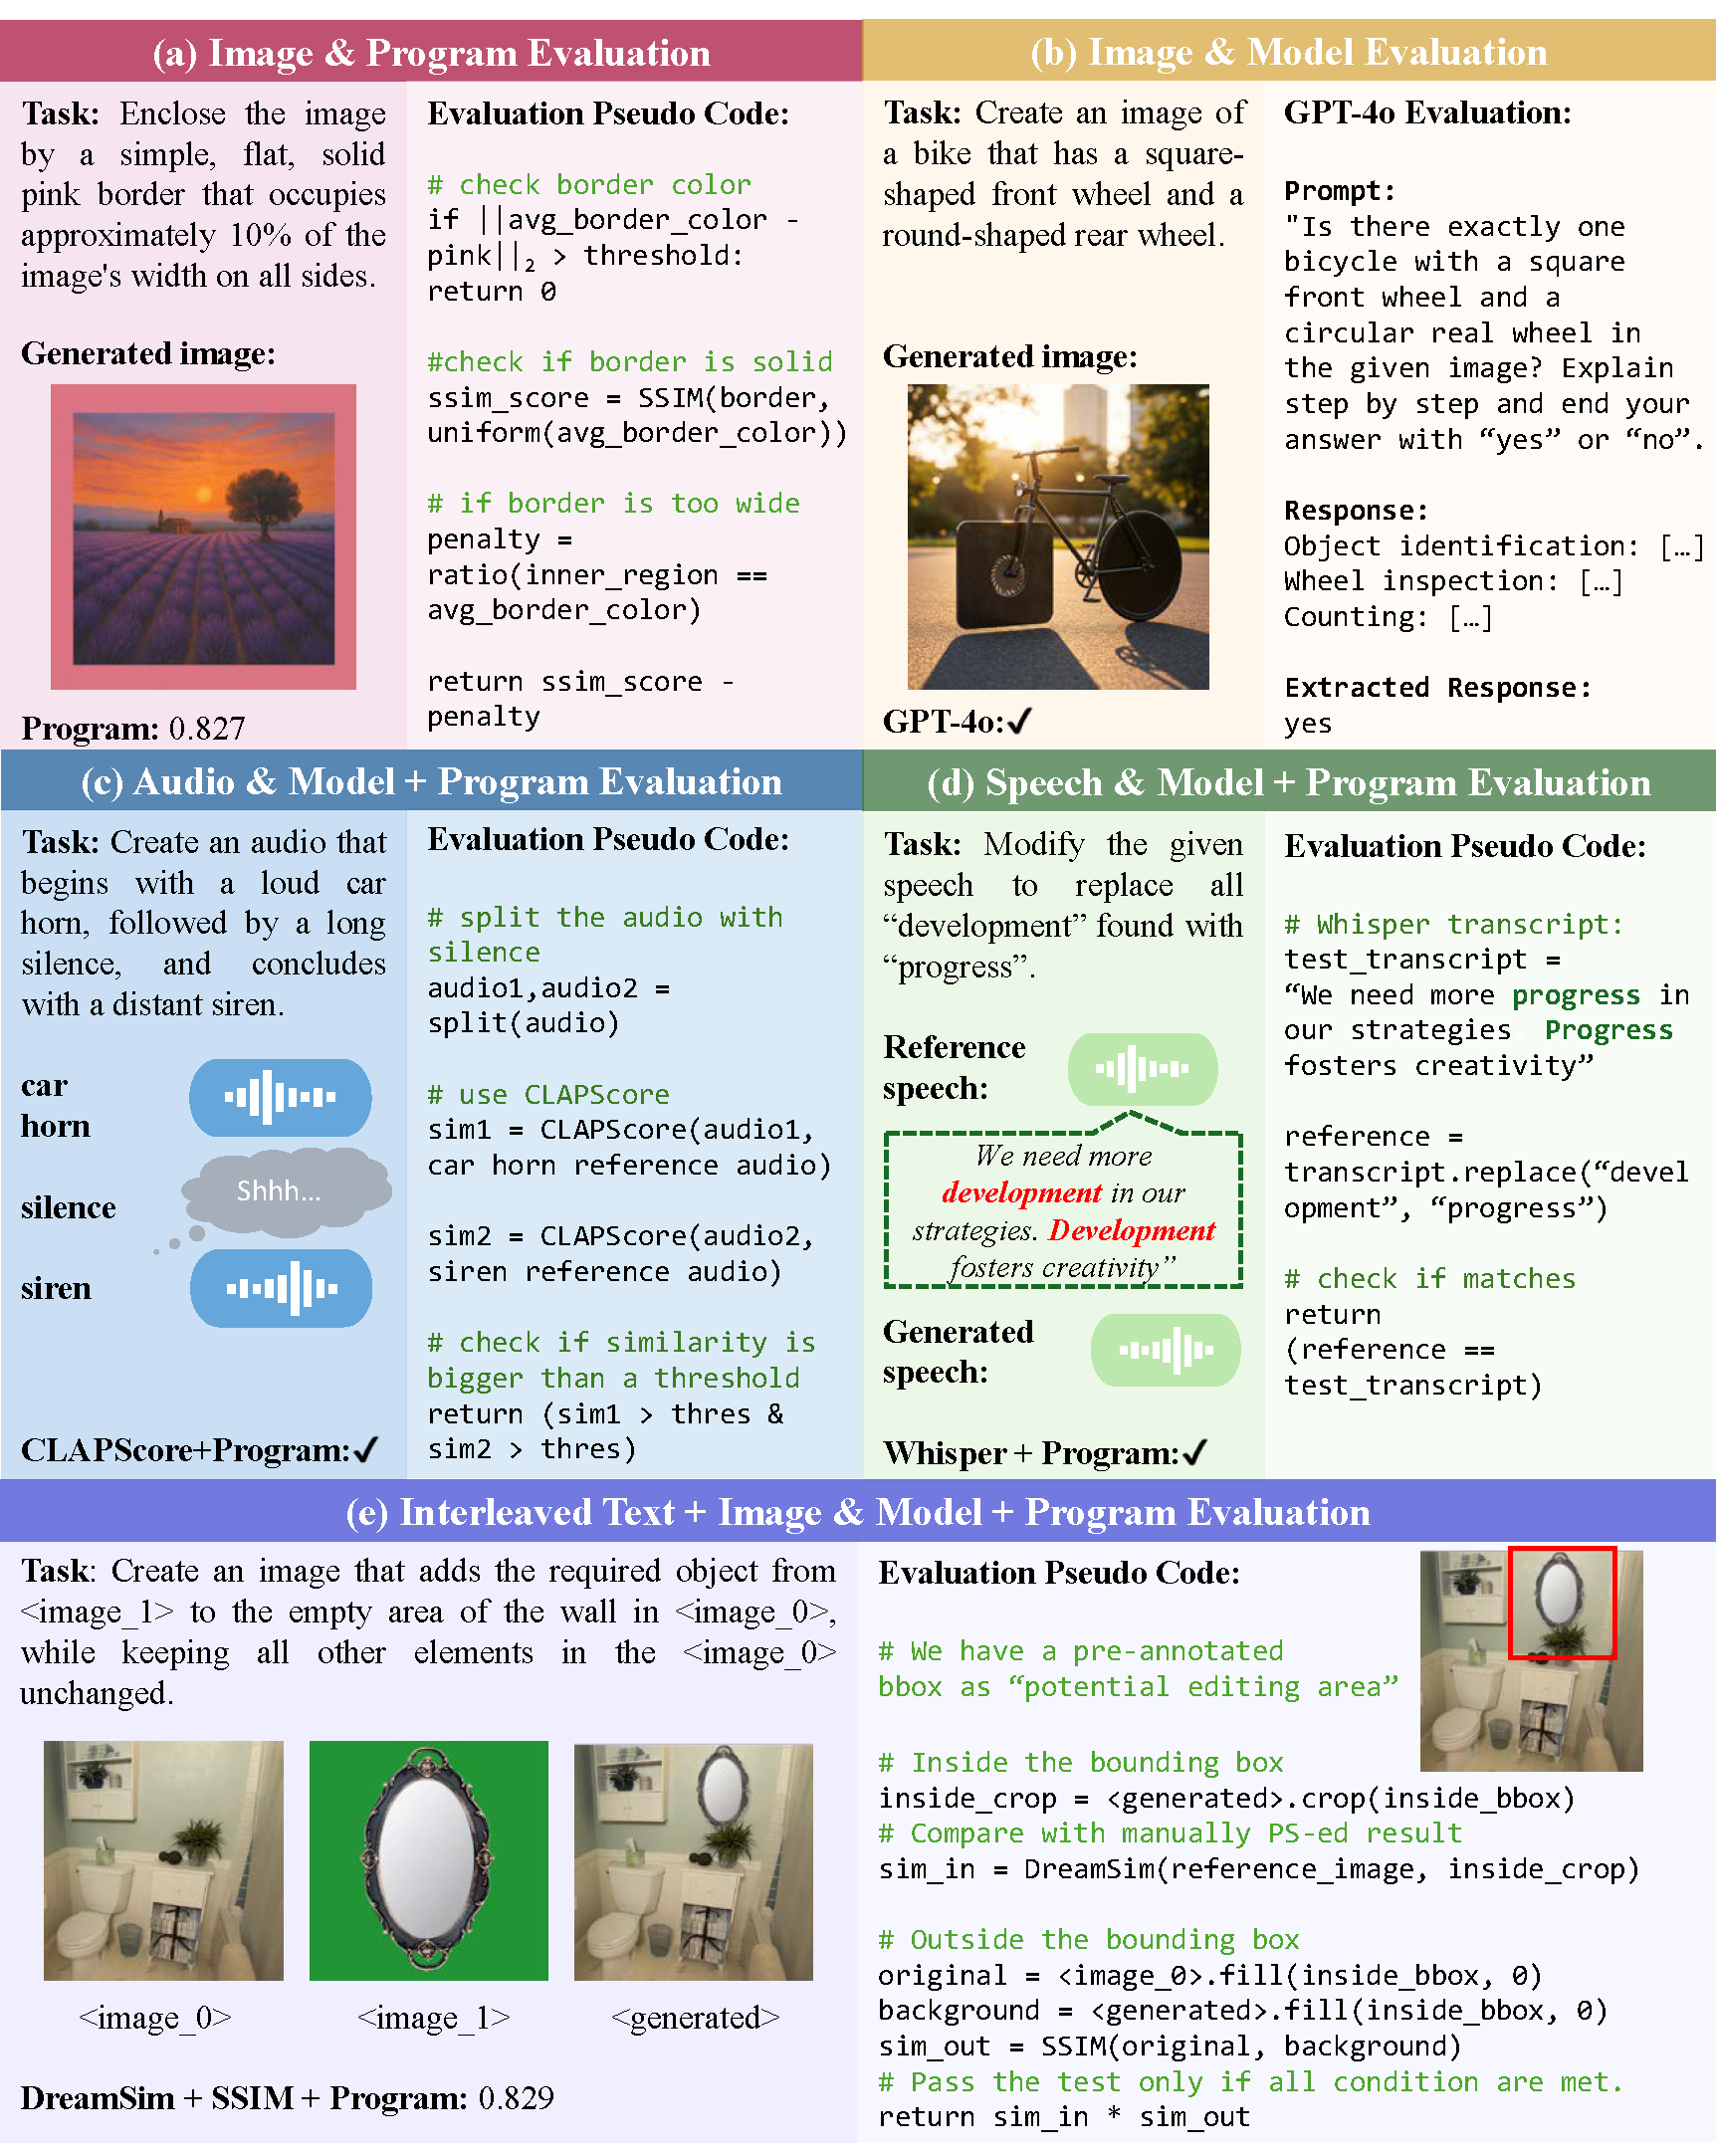 (a) Image & Program Evaluation
Task: Enclose the image
by a simple, flat, solid
pink border that occupies
approximately 10% of the
image's width on all sides.
Generated image:
Program: 0.827
Evaluation Pseudo Code:
# check border color
if ||avg_border_color -
pink||₂ > threshold:
return 0
#check if border is solid
ssim_score = SSIM(border,
uniform(avg_border_color))
# if border is too wide
penalty =
ratio(inner_region ==
avg_border_color)
return ssim_score -
penalty
(b) Image & Model Evaluation
Task: Create an image of
a bike that has a square-
shaped front wheel and a
round-shaped rear wheel.
Generated image:
GPT-4o:✓
GPT-4o Evaluation:
Prompt:
"Is there exactly one
bicycle with a square
front wheel and a
circular real wheel in
the given image? Explain
step by step and end your
answer with “yes” or “no”.
Response:
Object identification: […]
Wheel inspection: […]
Counting: […]
Extracted Response:
yes
(c) Audio & Model + Program Evaluation
Task: Create an audio that
begins with a loud car
horn, followed by a long
silence, and concludes
with a distant siren.
car
horn
Shhh...
silence
siren
CLAPScore+Program:✓
Evaluation Pseudo Code:
# split the audio with
silence
audio1,audio2 =
split(audio)
# use CLAPScore
sim1 = CLAPScore(audio1,
car horn reference audio)
sim2 = CLAPScore(audio2,
siren reference audio)
# check if similarity is
bigger than a threshold
return (sim1 > thres &
sim2 > thres)
(d) Speech & Model + Program Evaluation
Task: Modify the given
speech to replace all
“development” found with
“progress”.
Reference
speech:
We need more
development in our
strategies. Development
fosters creativity”
Generated
speech:
Whisper + Program:✓
Evaluation Pseudo Code:
# Whisper transcript:
test_transcript =
“We need more progress in
our strategies. Progress
fosters creativity”
reference =
transcript.replace(“devel
opment”, “progress”)
# check if matches
return
(reference ==
test_transcript)
(e) Interleaved Text + Image & Model + Program Evaluation
Task: Create an image that adds the required object from
<image_1> to the empty area of the wall in <image_0>,
while keeping all other elements in the <image_0>
unchanged.
<image_0>
<image_1>
<generated>
DreamSim + SSIM + Program: 0.829
Evaluation Pseudo Code:
# We have a pre-annotated
bbox as “potential editing area”
# Inside the bounding box
inside_crop = <generated>.crop(inside_bbox)
# Compare with manually PS-ed result
sim_in = DreamSim(reference_image, inside_crop)
# Outside the bounding box
original = <image_0>.fill(inside_bbox, 0)
background = <generated>.fill(inside_bbox, 0)
sim_out = SSIM(original, background)
# Pass the test only if all condition are met.
return sim_in * sim_out